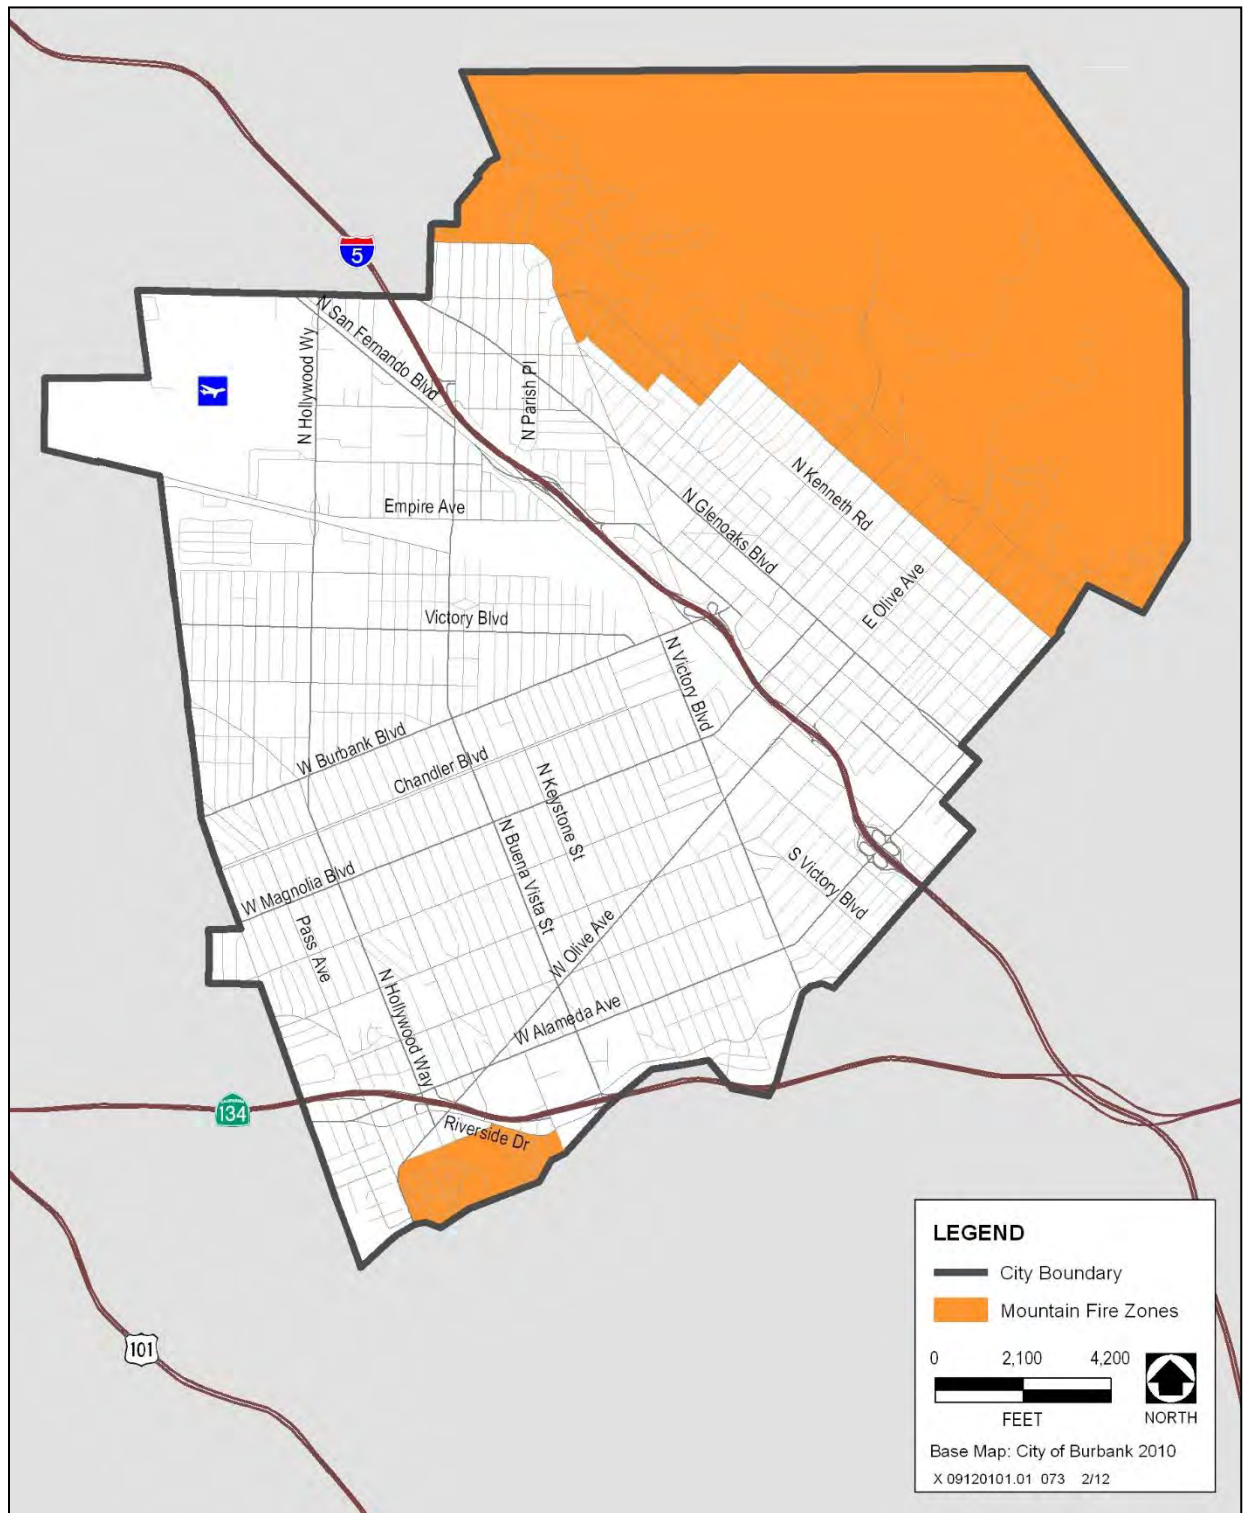 5
N San Fernando Blvd
N Hollywood Wy
N Parish Pl
N Kenneth Rd
N Glenoaks Blvd
Empire Ave
E Olive Ave
Victory Blvd
N Victory Blvd
W Burbank Blvd
Chandler Blvd
N Keystone St
N Buena Vista St
S Victory Blvd
W Magnolia Blvd
Pass Ave
W Olive Ave
N Hollywood Way
W Alameda Ave
CALIFORNIA
134
Riverside Dr
101
LEGEND
City Boundary
Mountain Fire Zones
0 2,100 4,200
FEET
NORTH
Base Map: City of Burbank 2010
X 09120101.01 073 2/12